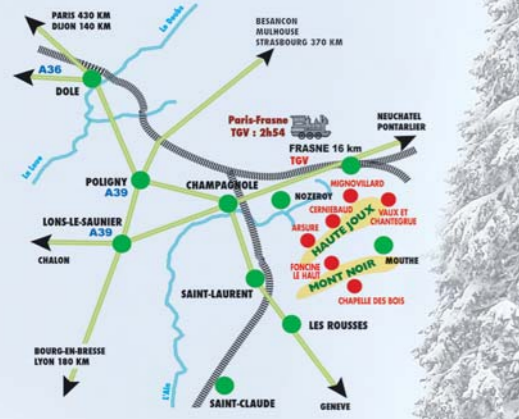 PARIS 430 KM
DIJON 140 KM
Le Doubs
BESANCON
MULHOUSE
STRASBOURG 370 KM
A36
DOLE
Paris-Frasne
TGV : 2h54
NEUCHATEL
PONTARLIER
La Loue
FRASNE 16 km
TGV
POLIGNY
A39
CHAMPAGNOLE
MIGNOVILLARD
NOZEROY
CERNIEBAUD
VAUX ET
CHANTEGRUE
LONS-LE-SAUNIER
A39
ARSURE
HAUTE JOUX
MOUTHE
CHALON
FONCINE
LE HAUT
MONT NOIR
SAINT-LAURENT
CHAPELLE DES BOIS
LES ROUSSES
BOURG-EN-BRESSE
LYON 180 KM
L'Ain
SAINT-CLAUDE
GENEVE